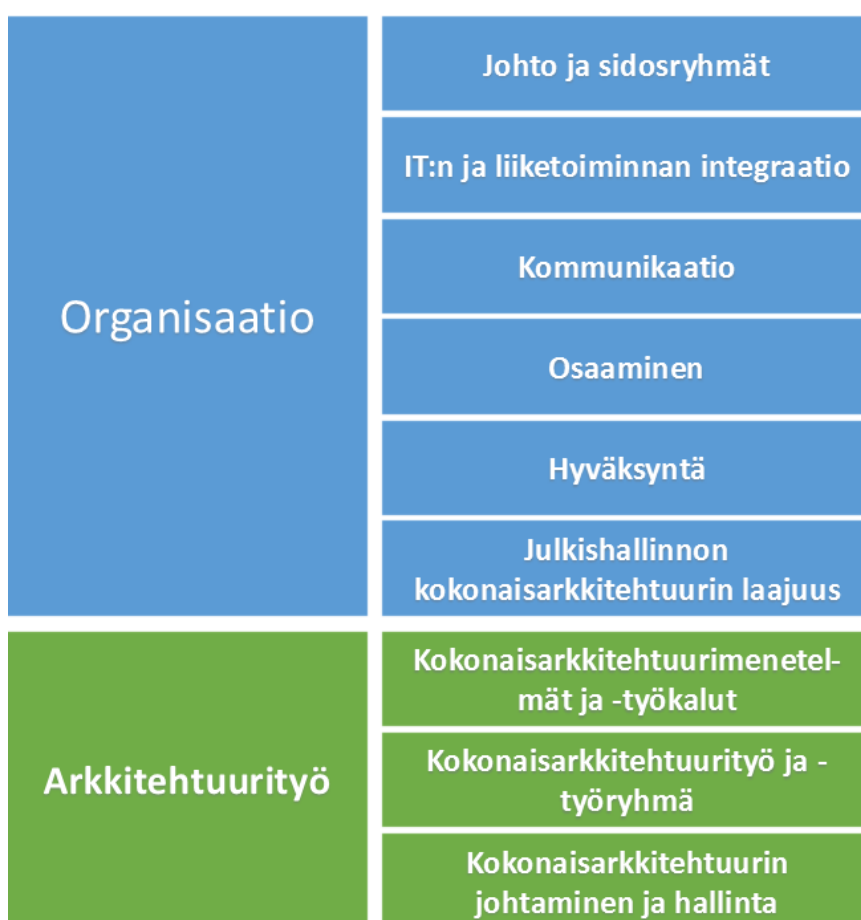 Organisaatio
Johto ja sidosryhmät
IT:n ja liiketoiminnan integraatio
Kommunikaatio
Osaaminen
Hyväksyntä
Julkishallinnon
kokonaisarkkitehtuurin laajuus
Arkkitehtuurityö
Kokonaisarkkitehtuurimenetel-
mät ja -työkalut
Kokonaisarkkitehtuurityö ja -
työryhmä
Kokonaisarkkitehtuurin
johtaminen ja hallinta